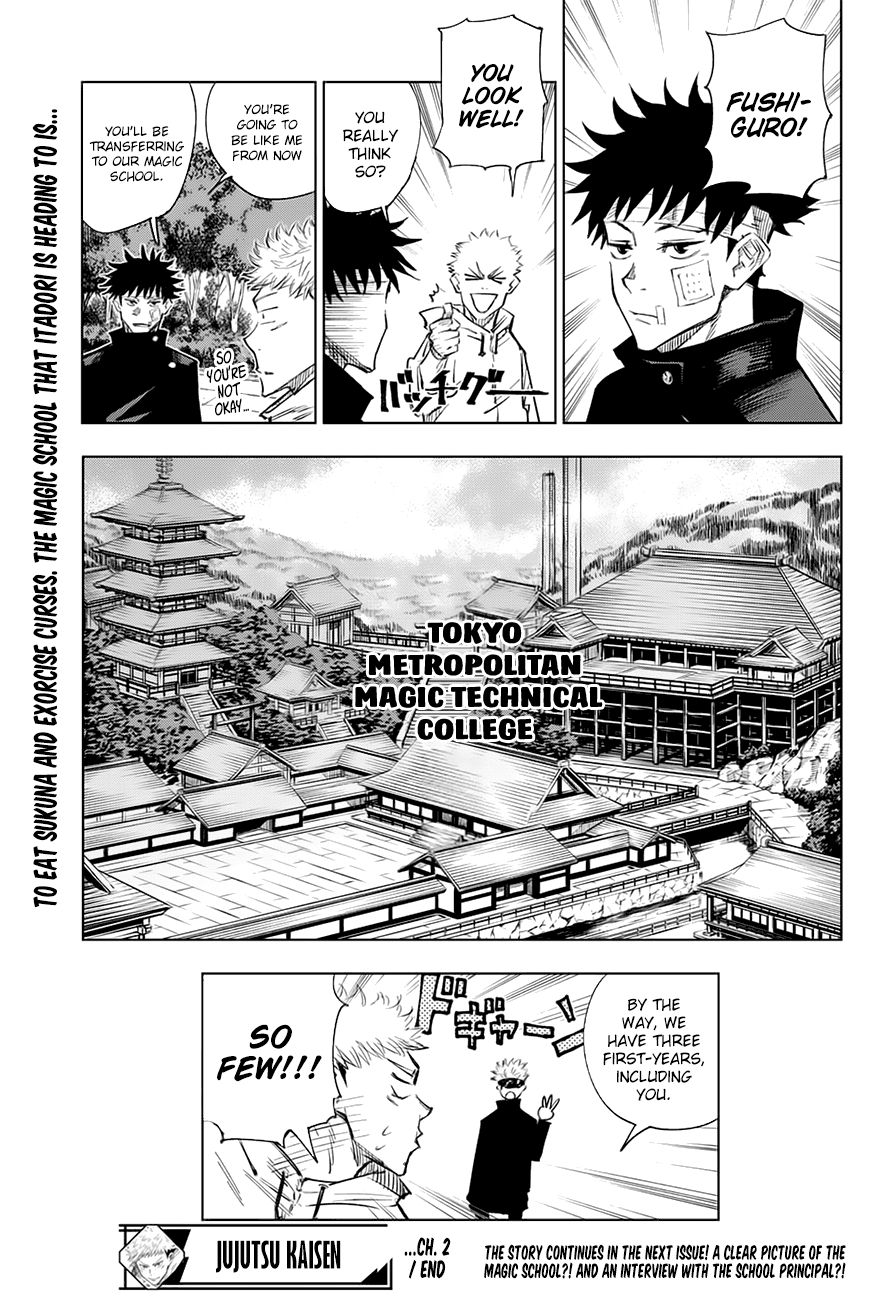 FUSHI-
GURO!
YOU
LOOK
WELL!
YOU
REALLY
THINK
SO?
バッチグー
YOU'RE
GOING TO
BE LIKE ME
FROM NOW
YOU'LL BE
TRANSFERRING
TO OUR MAGIC
SCHOOL.
SO
YOU'RE
NOT
OKAY...
TO EAT SUKUNA AND EXORCISE CURSES. THE MAGIC SCHOOL THAT ITADORI IS HEADING TO IS...
TOKYO
METROPOLITAN
MAGIC TECHNICAL
COLLEGE
BY THE
WAY, WE
HAVE THREE
FIRST-YEARS,
INCLUDING
YOU.
ドギャーン
SO
FEW!!!
JUJUTSU KAISEN
...CH. 2
/ END
THE STORY CONTINUES IN THE NEXT ISSUE! A CLEAR PICTURE OF THE
MAGIC SCHOOL?! AND AN INTERVIEW WITH THE SCHOOL PRINCIPAL?!